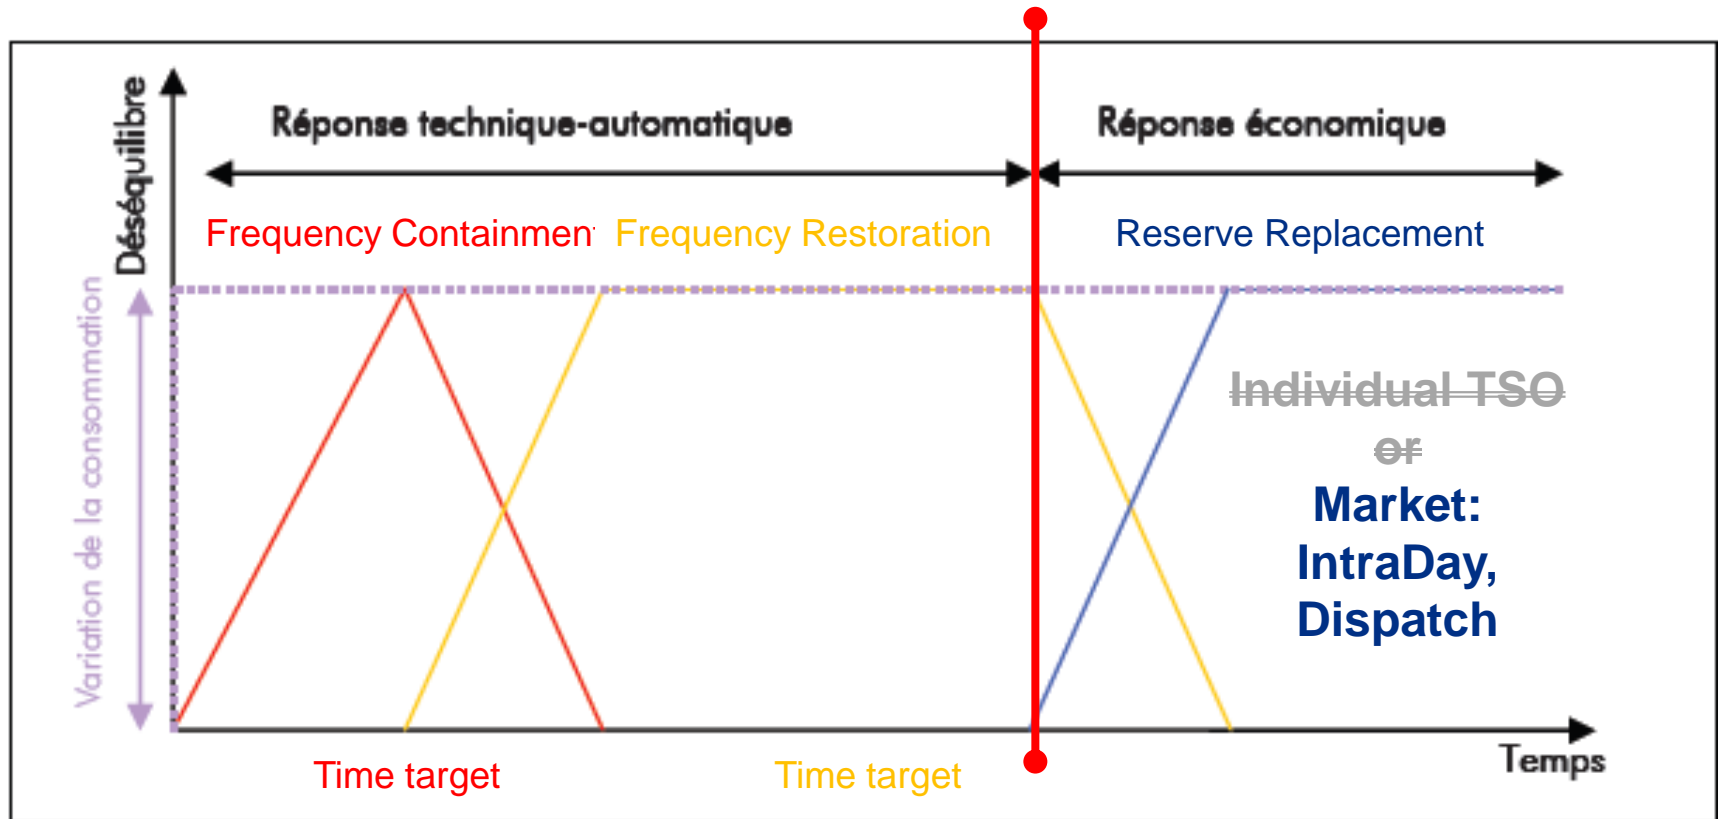 Déséquilibre
Réponse technique-automatique
Réponse économique
Frequency Containmen
Frequency Restoration
Reserve Replacement
Variation de la consommation
Individual TSO
or
Market:
IntraDay,
Dispatch
Time target
Time target
Temps